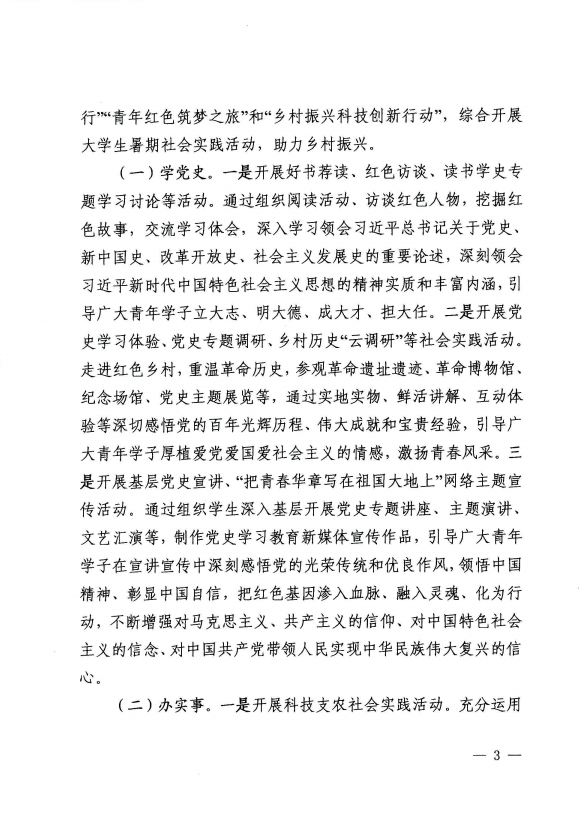 行”“青年红色筑梦之旅”和“乡村振兴科技创新行动”，综合开展
大学生暑期社会实践活动，助力乡村振兴。
（一）学党史。一是开展好书荐读、红色访谈、读书学史专
题学习讨论等活动。通过组织阅读活动、访谈红色人物，挖掘红
色故事，交流学习体会，深入学习领会习近平总书记关于党史、
新中国史、改革开放史、社会主义发展史的重要论述，深刻领会
习近平新时代中国特色社会主义思想的精神实质和丰富内涵，引
导广大青年学子立大志、明大德、成大才、担大任。二是开展党
史学习体验、党史专题调研、乡村历史“云调研”等社会实践活动。
走进红色乡村，重温革命历史，参观革命遗址遗迹、革命博物馆、
纪念场馆、党史主题展览等，通过实地实物、鲜活讲解、互动体
验等深切感悟党的百年光辉历程、伟大成就和宝贵经验，引导广
大青年学子厚植爱党爱国爱社会主义的情感，激扬青春风采。三
是开展基层党史宣讲、“把青春华章写在祖国大地上”网络主题宣
传活动。通过组织学生深入基层开展党史专题讲座、主题演讲、
文艺汇演等，制作党史学习教育新媒体宣传作品，引导广大青年
学子在宣讲宣传中深刻感悟党的光荣传统和优良作风，领悟中国
精神、彰显中国自信，把红色基因渗入血脉、融入灵魂、化为行
动，不断增强对马克思主义、共产主义的信仰、对中国特色社会
主义的信念、对中国共产党带领人民实现中华民族伟大复兴的信
心。
（二）办实事。一是开展科技支农社会实践活动。充分运用
— 3 —